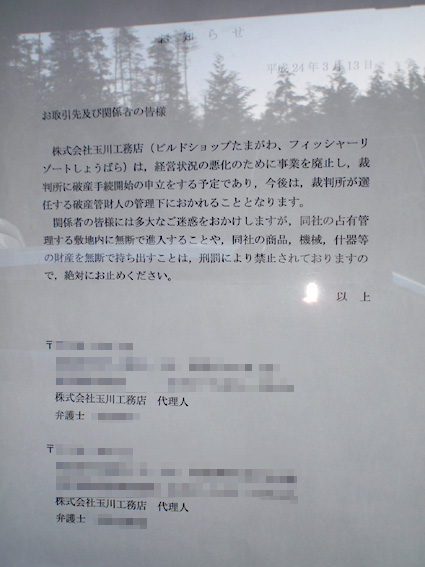 お知らせ
平成24年3月13日
お取引先及び関係者の皆様
株式会社玉川工務店（ビルドショップたまがわ、フィッシャーリ
ゾートしょうばら）は，経営状況の悪化のために事業を廃止し，裁
判所に破産手続開始の申立をする予定であり，今後は，裁判所が選
任する破産管財人の管理下におかれることとなります。
関係者の皆様には多大なご迷惑をおかけしますが，同社の占有管
理する敷地内に無断で進入することや，同社の商品，機械，什器等
の財産を無断で持ち出すことは，刑罰により禁止されておりますの
で，絶対にお止めください。
以上
〒
株式会社玉川工務店　代理人
弁護士
〒
株式会社玉川工務店　代理人
弁護士